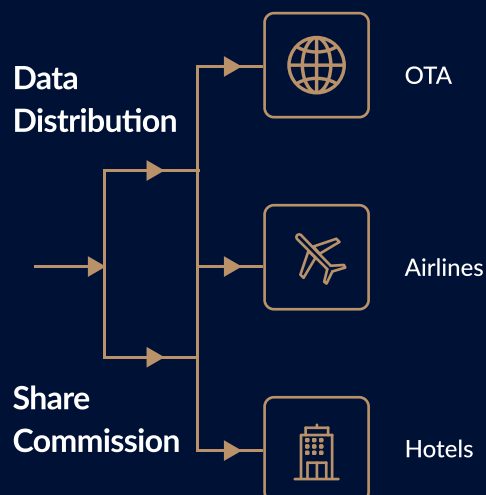 Data
Distribution
OTA
Airlines
Share
Commission
Hotels